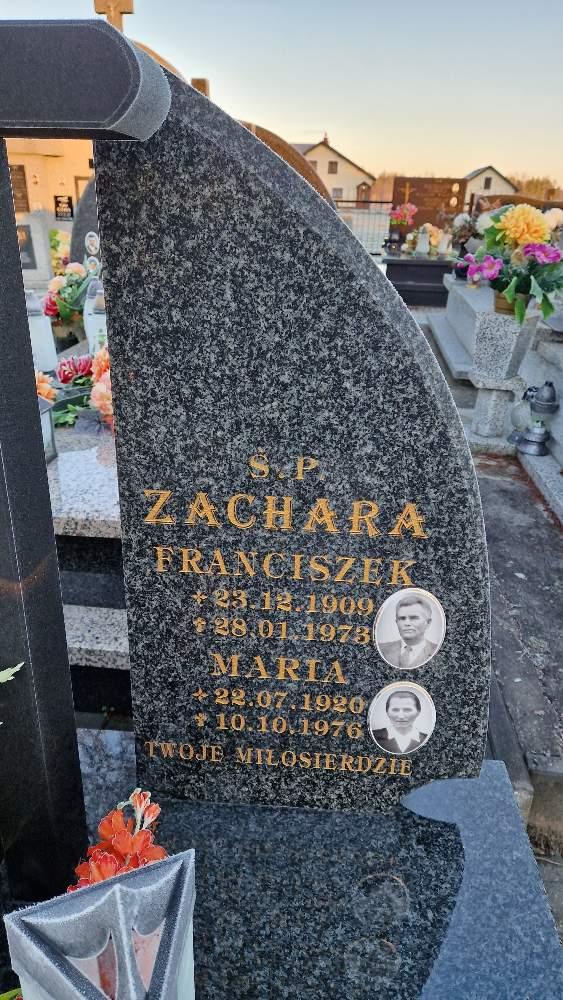 Ś.P.
ZACHARA
FRANCISZEK
✶23.12.1909
✝28.01.1973
MARIA
✶22.07.1920
✝10.10.1976
TWOJE MIŁOSIERDZIE